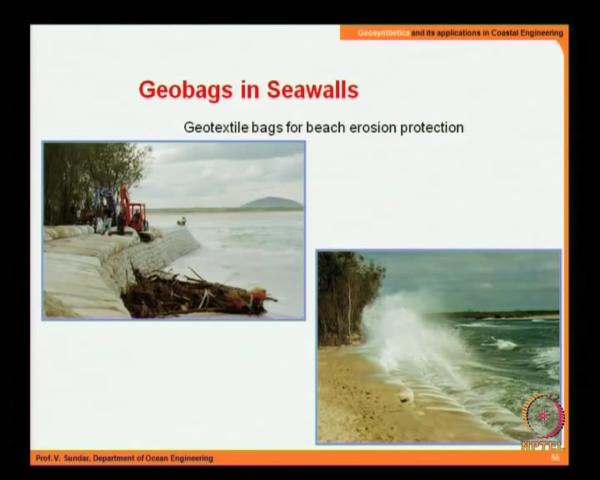 Geosynthetics and its applications in Coastal Engineering
Geobags in Seawalls
Geotextile bags for beach erosion protection
NPTEL
Prof. V. Sundar, Department of Ocean Engineering